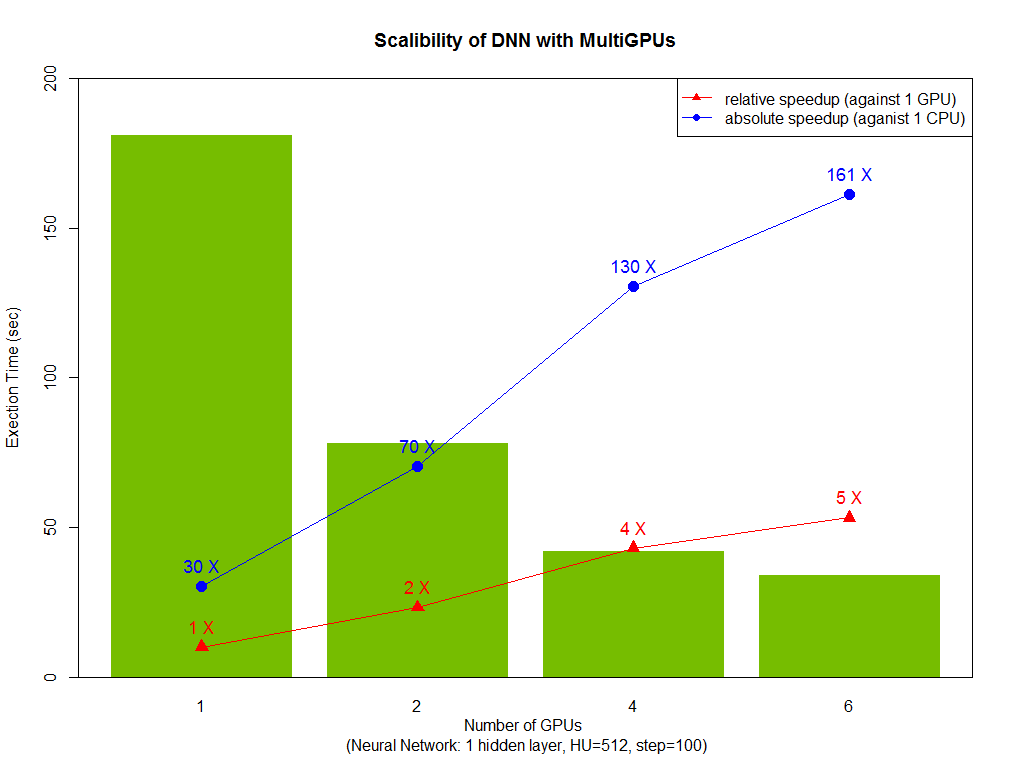 Scalibility of DNN with MultiGPUs
relative speedup (against 1 GPU)
absolute speedup (aganist 1 CPU)
200
150
100
50
0
Exection Time (sec)
161 X
130 X
70 X
30 X
5 X
4 X
2 X
1 X
1 2 4 6
Number of GPUs
(Neural Network: 1 hidden layer, HU=512, step=100)